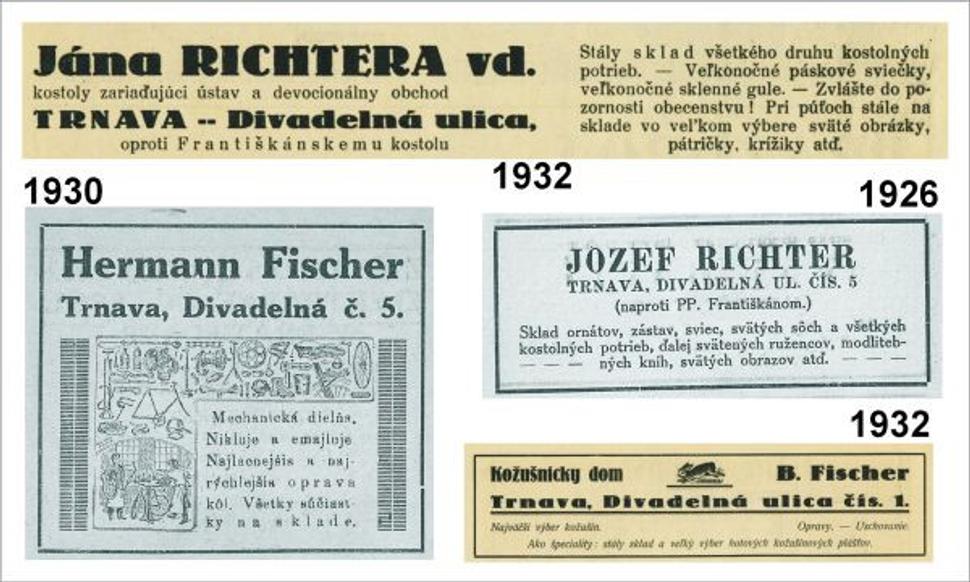 Jána RICHTERA vd.
kostoly zariaďujúci ústav a devocionálny obchod
TRNAVA -- Divadelná ulica,
oproti Františkánskemu kostolu
Stály sklad všetkého druhu kostolných
potrieb. — Veľkonočné páskové sviečky,
veľkonočné sklenné gule. — Zvlášte do po-
zornosti obecenstvu! Pri púťoch stále na
sklade vo veľkom výbere sväté obrázky,
pátričky, krížiky atď.
1930
1932
1926
Hermann Fischer
Trnava, Divadelná č. 5.
Mechanická dielňa.
Nikluje a emajluje
Najlacnejšia a naj-
rýchlejšia oprava
kôl. Všetky súčiast-
ky na sklade.
JOZEF RICHTER
TRNAVA, DIVADELNÁ UL. ČÍS. 5
(naproti PP. Františkánom.)
Sklad ornátov, zástav, sviec, svätých sôch a všetkých
kostolných potrieb, ďalej svätených ružencov, modliteb-
— — — ných kníh, svätých obrazov atď. — — —
1932
Kožušnícky dom B. Fischer
Trnava, Divadelná ulica čís. 1.
Najväčší výber kožušín. Opravy. — Uschovanie.
Ako špeciality: stály sklad a veľký výber hotových kožušinových plášťov.